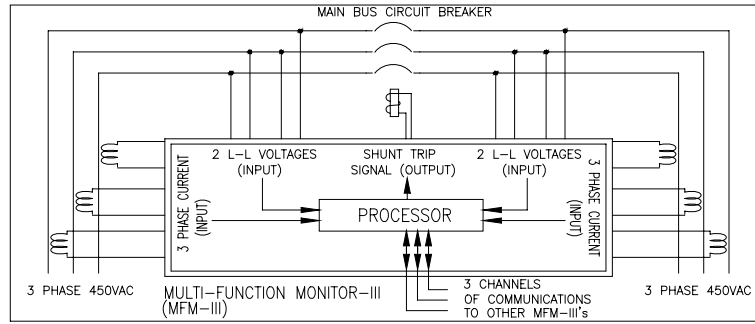 MAIN BUS CIRCUIT BREAKER
2 L-L VOLTAGES
(INPUT)
SHUNT TRIP
SIGNAL (OUTPUT)
2 L-L VOLTAGES
(INPUT)
3 PHASE CURRENT
(INPUT)
PROCESSOR
3 PHASE CURRENT
(INPUT)
3 PHASE 450VAC
MULTI-FUNCTION MONITOR-III
(MFM-III)
3 CHANNELS
OF COMMUNICATIONS
TO OTHER MFM-III's
3 PHASE 450VAC